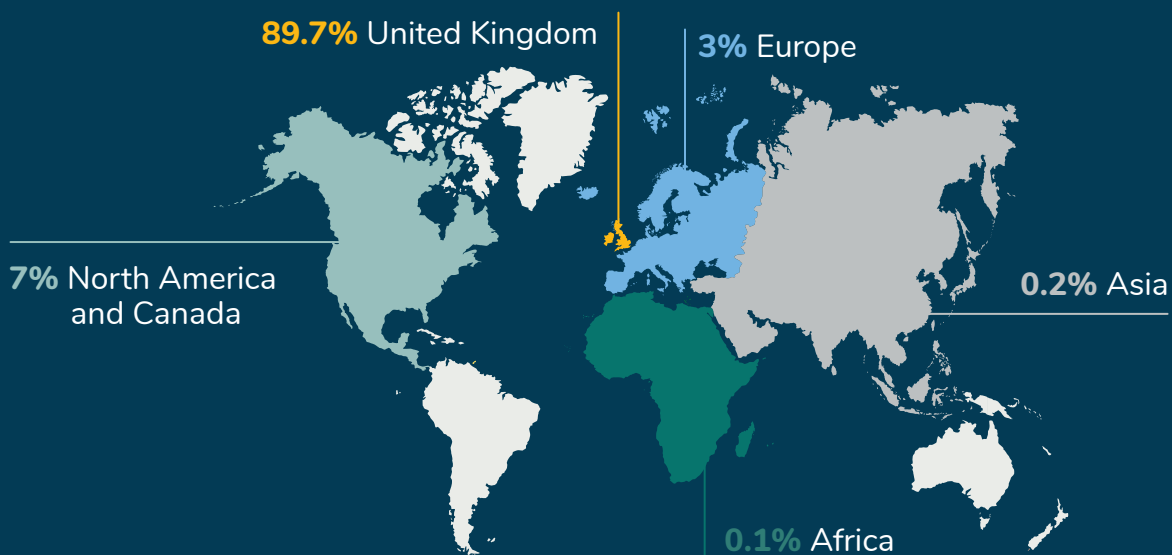 89.7% United Kingdom
3% Europe
7% North America
and Canada
0.2% Asia
0.1% Africa